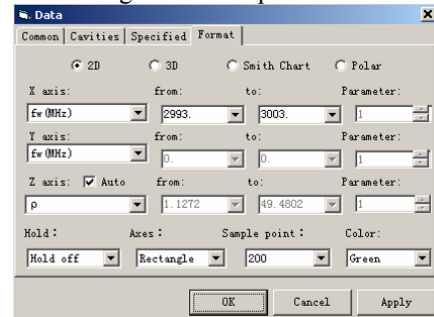 Data
Common Cavities Specified Format
2D 3D Smith Chart Polar
X axis: from: to: Parameter:
fw(MHz) 2993. 3003. 1
Y axis: from: to: Parameter:
fw(MHz) 0. 0. 1
Z axis: Auto from: to: Parameter:
ρ 1.1272 49.4802 1
Hold: Axes: Sample point: Color:
Hold off Rectangle 200 Green
OK Cancel Apply